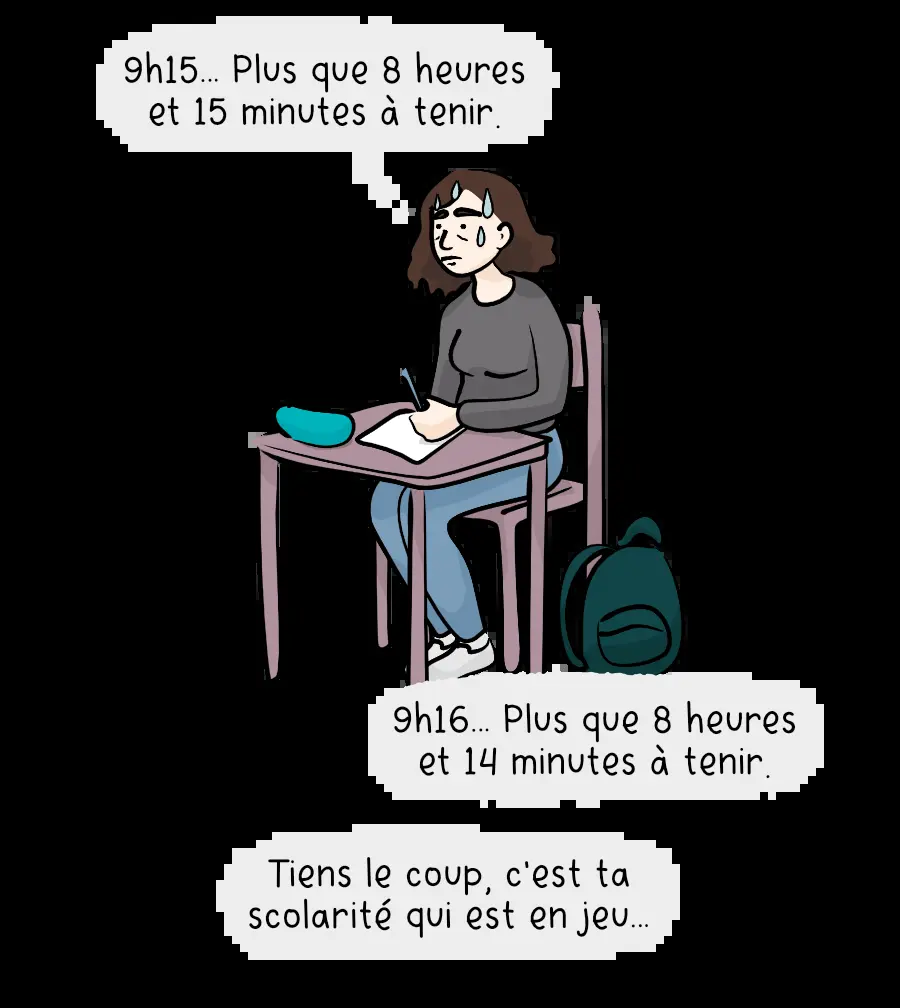 9h15... Plus que 8 heures
et 15 minutes à tenir.
9h16... Plus que 8 heures
et 14 minutes à tenir.
Tiens le coup, c'est ta
scolarité qui est en jeu...